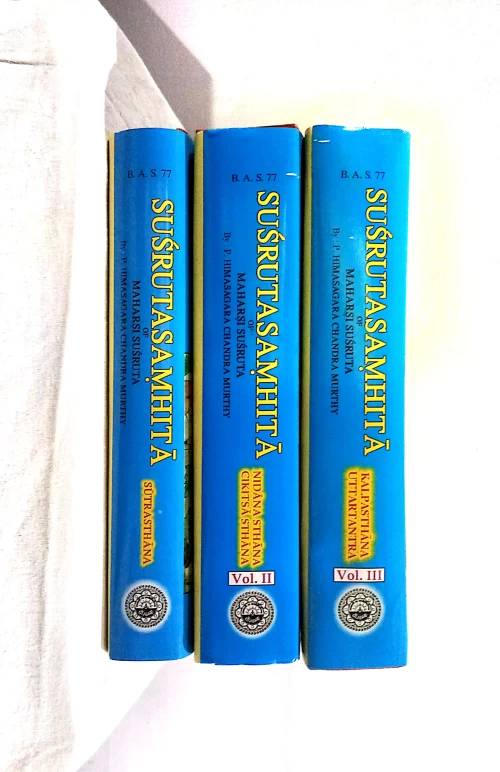 B. A. S. 77
SUŚRUTASAṂHITĀ
OF
MAHARṢI SUŚRUTA
By : P. HIMASAGARA CHANDRA MURTHY
SŪTRASTHĀNA
B. A. S. 77
SUŚRUTASAṂHITĀ
OF
MAHARṢI SUŚRUTA
By : P. HIMASAGARA CHANDRA MURTHY
NIDĀNA STHĀNA
CIKITSĀ STHĀNA
Vol. II
B. A. S. 77
SUŚRUTASAṂHITĀ
OF
MAHARṢI SUŚRUTA
By : P. HIMASAGARA CHANDRA MURTHY
KALPASTHĀNA
UTTARTANTRA
Vol. III